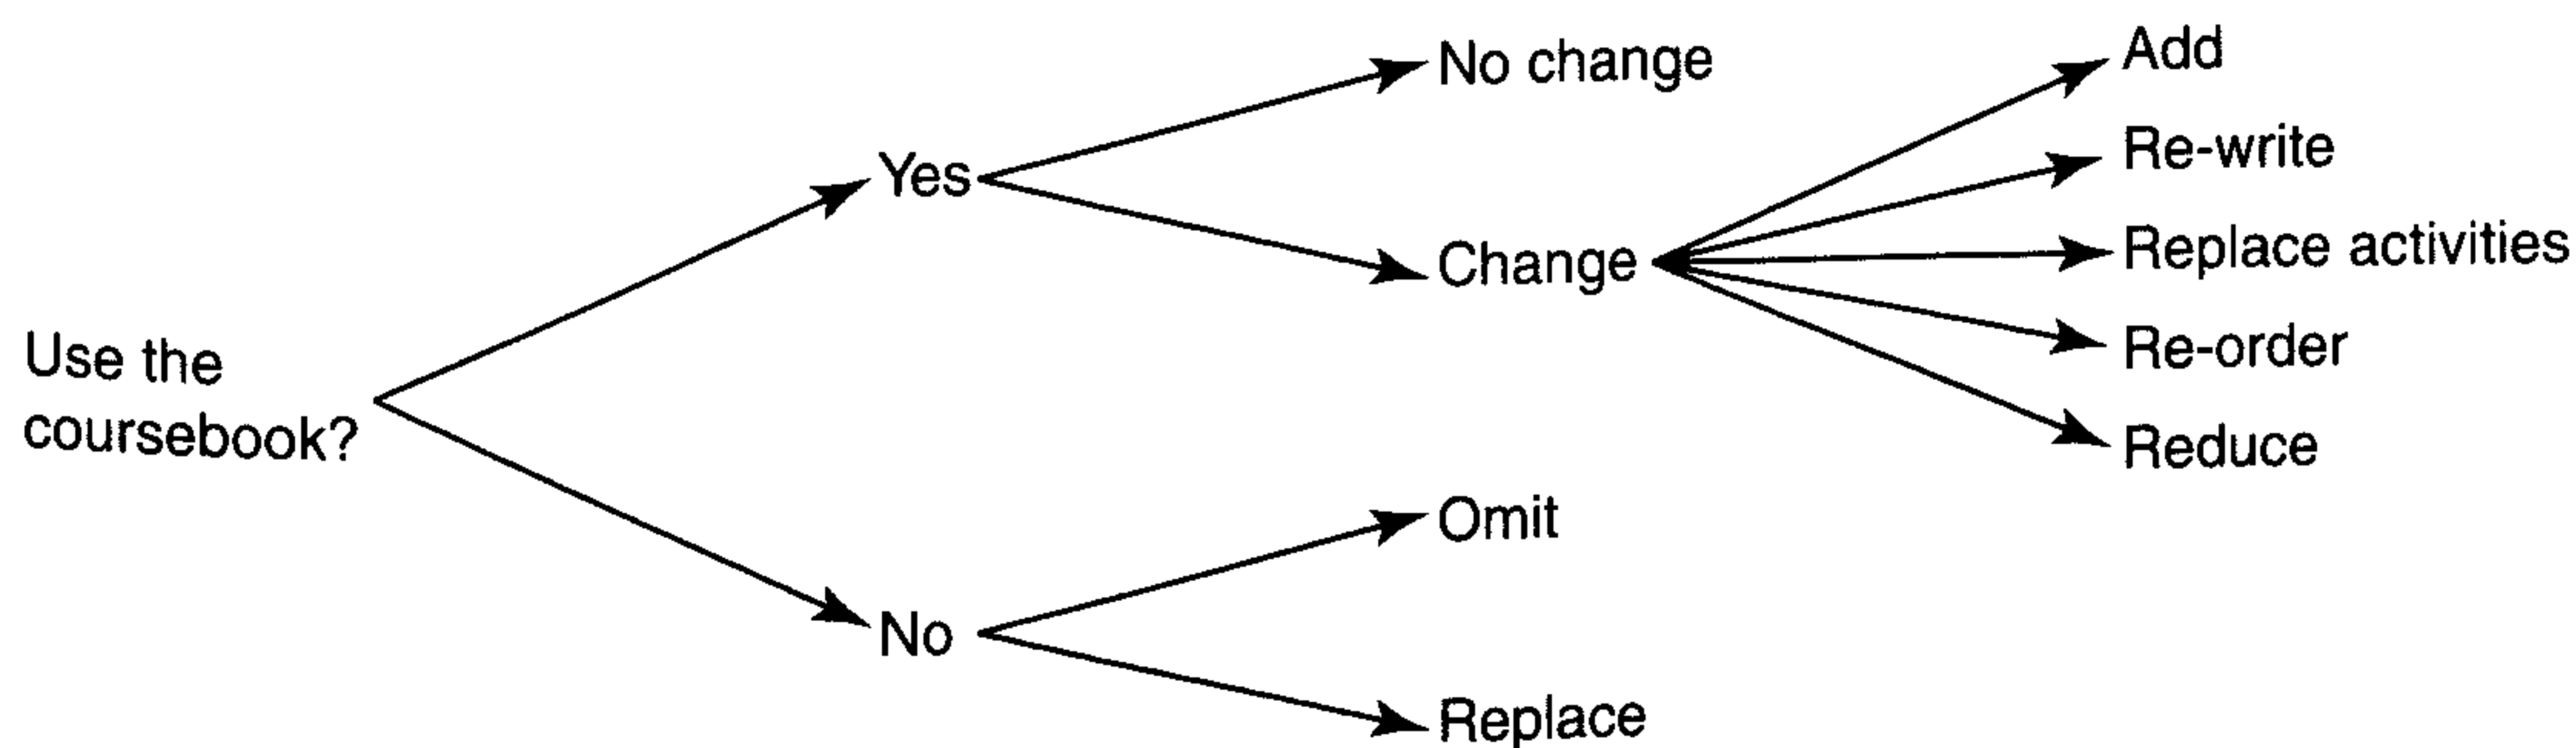 Use the
coursebook?
Yes
No
No change
Change
Omit
Replace
Add
Re-write
Replace activities
Re-order
Reduce